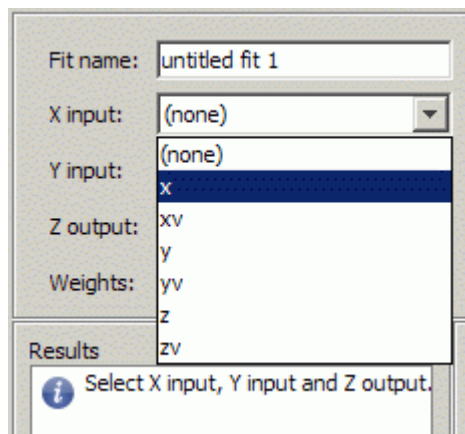 Fit name: untitled fit 1
X input: (none)
(none)
Y input:
x
xv
Z output:
y
yv
Weights:
z
zv
Results
Select X input, Y input and Z output.